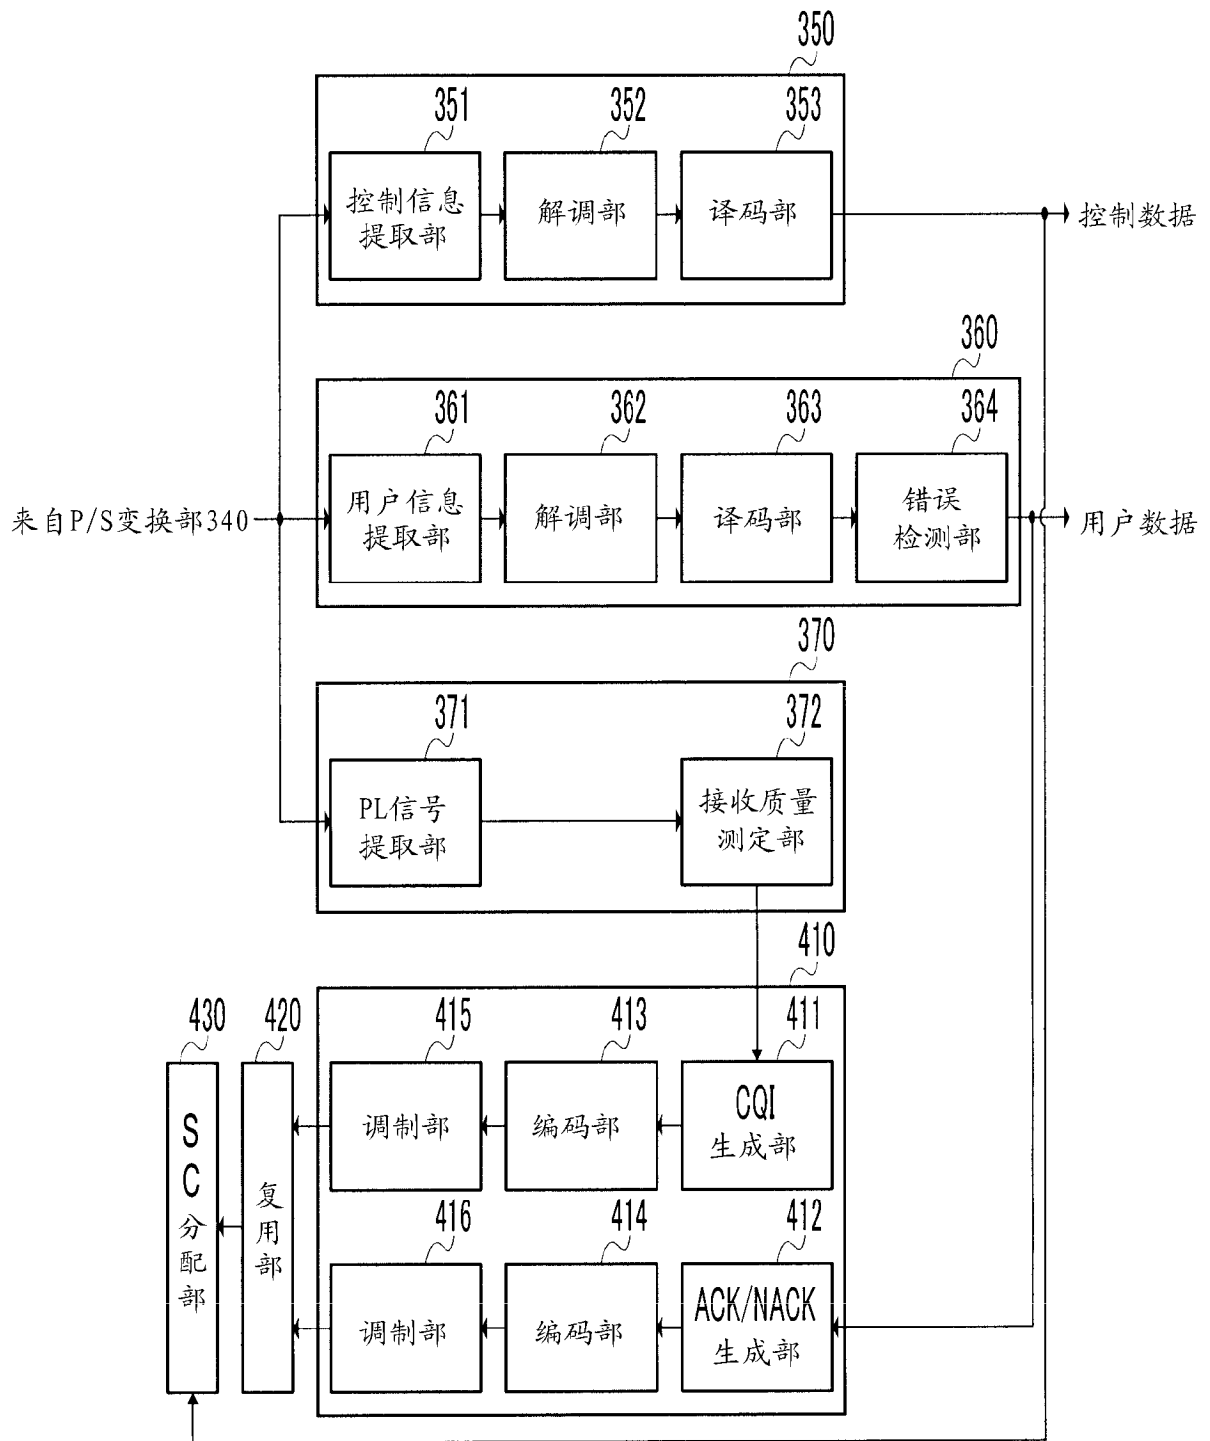 350
351
352
353
控制信息
提取部
解调部
译码部
控制数据
360
361
362
363
364
来自P/S变换部340
用户信息
提取部
解调部
译码部
错误
检测部
用户数据
370
371
372
PL信号
提取部
接收质量
测定部
410
430
420
415
413
411
SC分配部
复用部
调制部
编码部
CQI
生成部
416
414
412
调制部
编码部
ACK/NACK
生成部